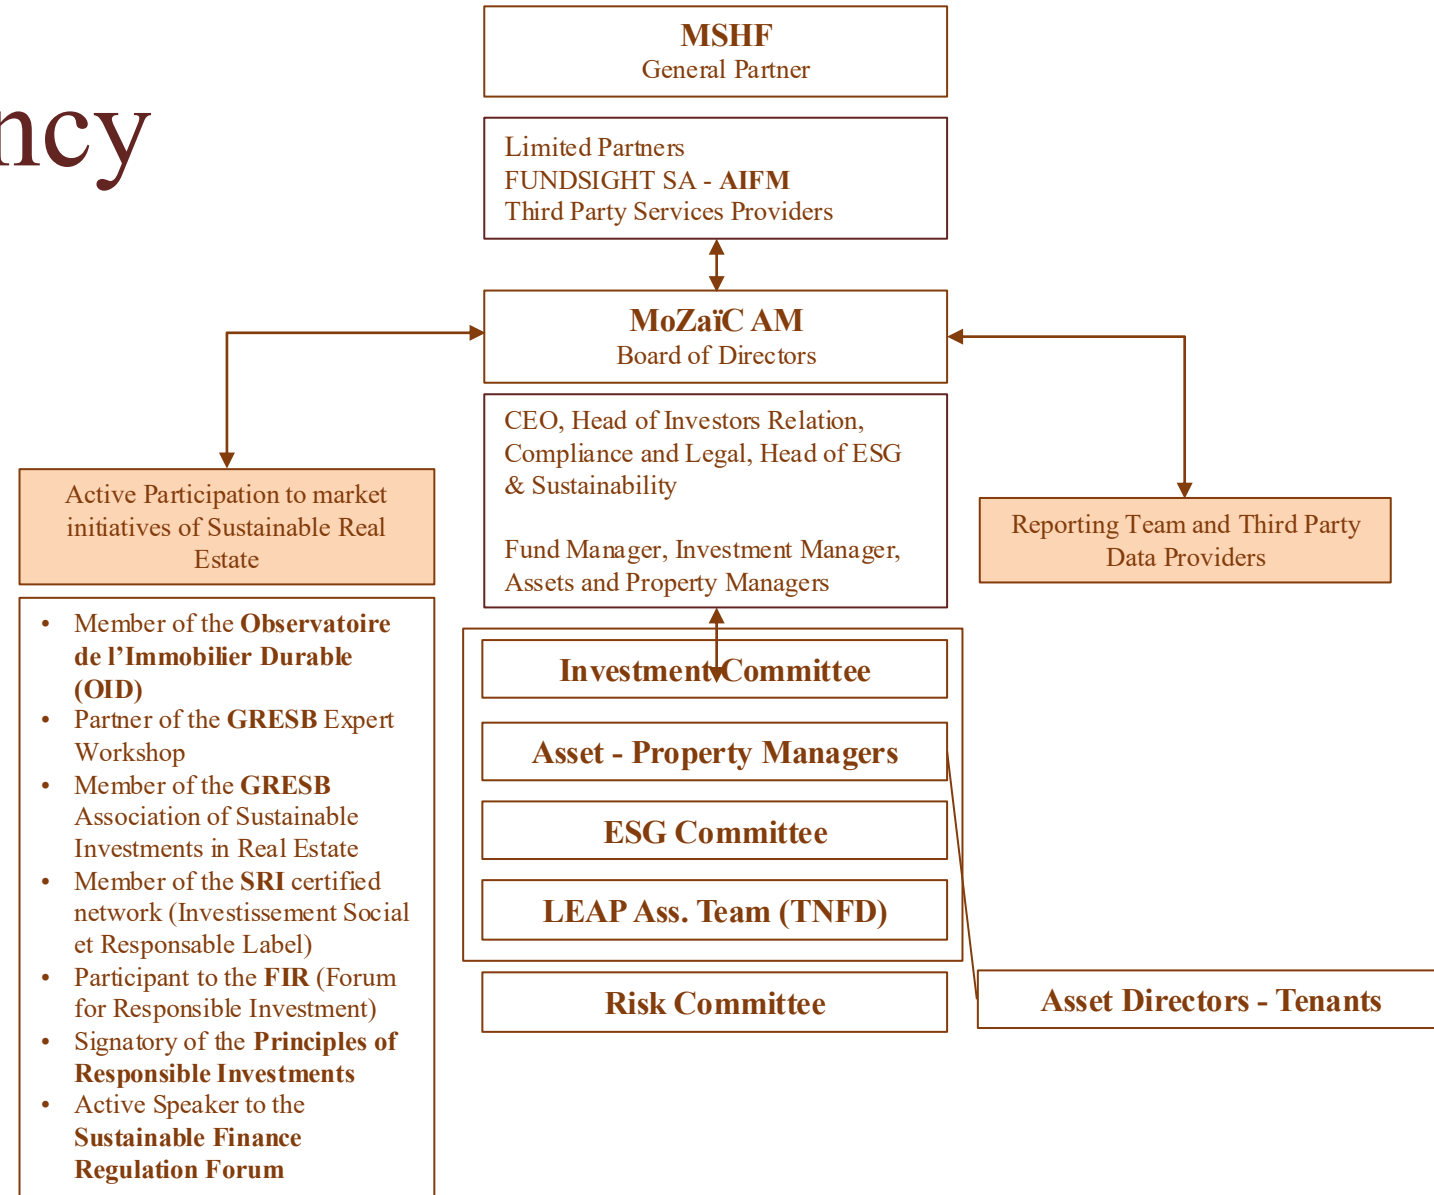 ncy
MSHF
General Partner
Limited Partners
FUNDSIGHT SA - AIFM
Third Party Services Providers
MoZaïC AM
Board of Directors
CEO, Head of Investors Relation,
Compliance and Legal, Head of ESG
& Sustainability
Fund Manager, Investment Manager,
Assets and Property Managers
Active Participation to market
initiatives of Sustainable Real
Estate
• Member of the Observatoire
de l’Immobilier Durable
(OID)
• Partner of the GRESB Expert
Workshop
• Member of the GRESB
Association of Sustainable
Investments in Real Estate
• Member of the SRI certified
network (Investissement Social
et Responsable Label)
• Participant to the FIR (Forum
for Responsible Investment)
• Signatory of the Principles of
Responsible Investments
• Active Speaker to the
Sustainable Finance
Regulation Forum
Reporting Team and Third Party
Data Providers
Investment Committee
Asset - Property Managers
ESG Committee
LEAP Ass. Team (TNFD)
Risk Committee
Asset Directors - Tenants